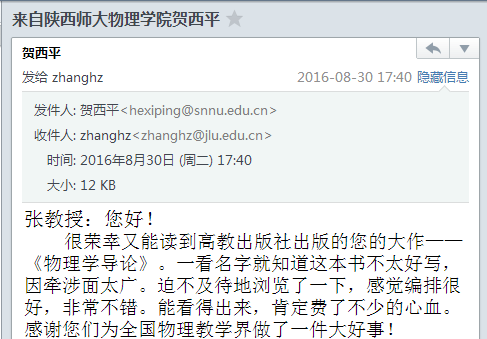 来自陕西师大物理学院贺西平
贺西平
发给 zhanghz 2016-08-30 17:40 隐藏信息
发件人: 贺西平<hexiping@snnu.edu.cn>
收件人: zhanghz<zhanghz@jlu.edu.cn>
时间: 2016年8月30日 (周二) 17:40
大小: 12 KB
张教授：您好！
很荣幸又能读到高教出版社出版的您的大作——
《物理学导论》。一看名字就知道这本书不太好写，
因牵涉面太广。迫不及待地浏览了一下，感觉编排很
好，非常不错。能看得出来，肯定费了不少的心血。
感谢您们为全国物理教学界做了一件大好事！